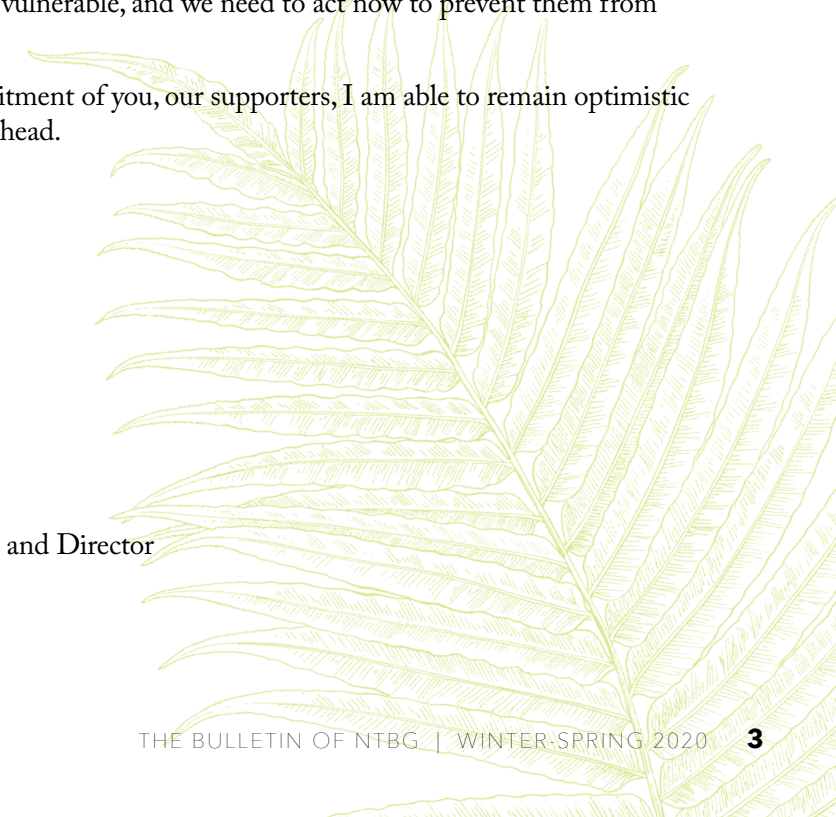 vulnerable, and we need to act now to prevent them from
itment of you, our supporters, I am able to remain optimistic
head.
and Director
THE BULLETIN OF NTBG | WINTER-SPRING 2020 3